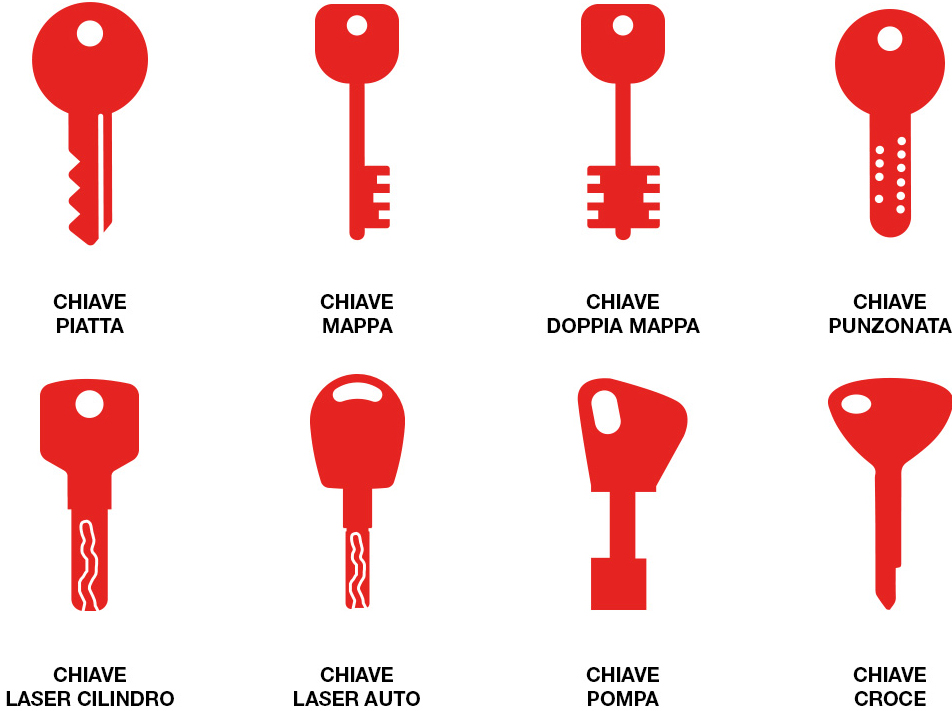 CHIAVE
PIATTA
CHIAVE
MAPPA
CHIAVE
DOPPIA MAPPA
CHIAVE
PUNZONATA
CHIAVE
LASER CILINDRO
CHIAVE
LASER AUTO
CHIAVE
POMPA
CHIAVE
CROCE